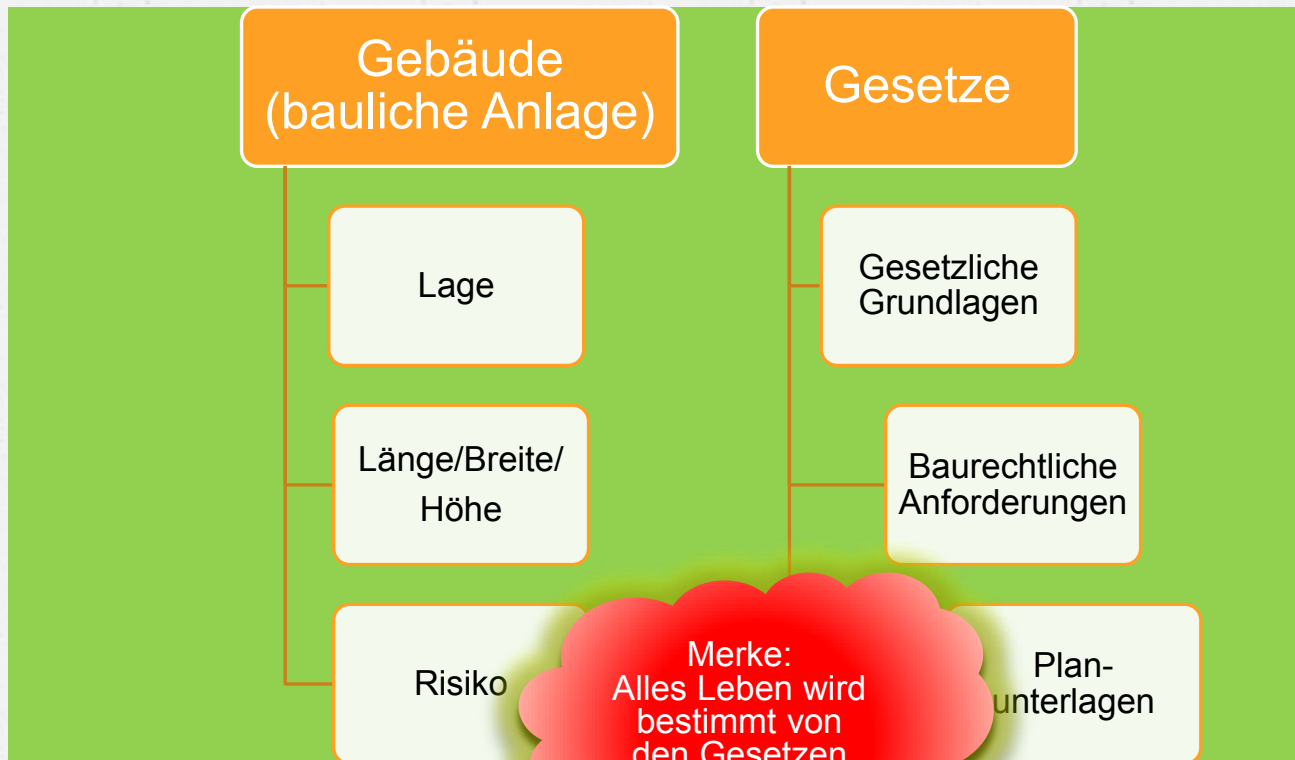 Gebäude
(bauliche Anlage)
Lage
Länge/Breite/
Höhe
Risiko
Gesetze
Gesetzliche
Grundlagen
Baurechtliche
Anforderungen
Plan-
unterlagen
Merke:
Alles Leben wird
bestimmt von
den Gesetzen